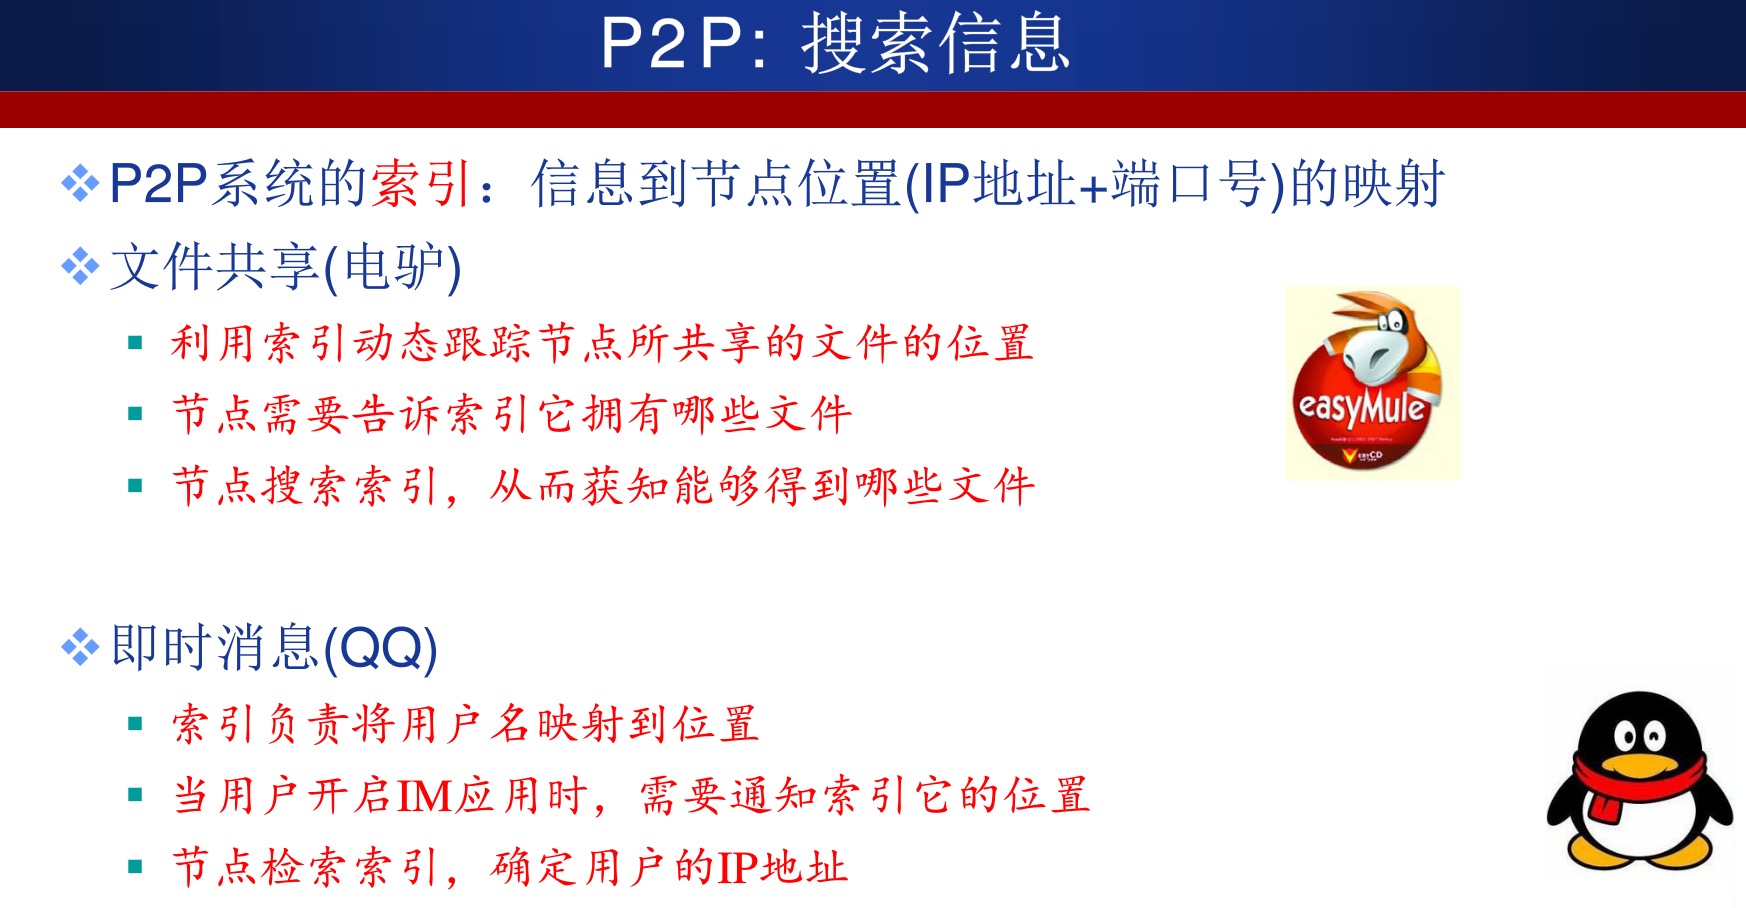 P2P: 搜索信息
P2P系统的索引：信息到节点位置(IP地址+端口号)的映射
文件共享(电驴)
利用索引动态跟踪节点所共享的文件的位置
节点需要告诉索引它拥有哪些文件
节点搜索索引，从而获知能够得到哪些文件
easyMule
VERYCD
即时消息(QQ)
索引负责将用户名映射到位置
当用户开启IM应用时，需要通知索引它的位置
节点检索索引，确定用户的IP地址